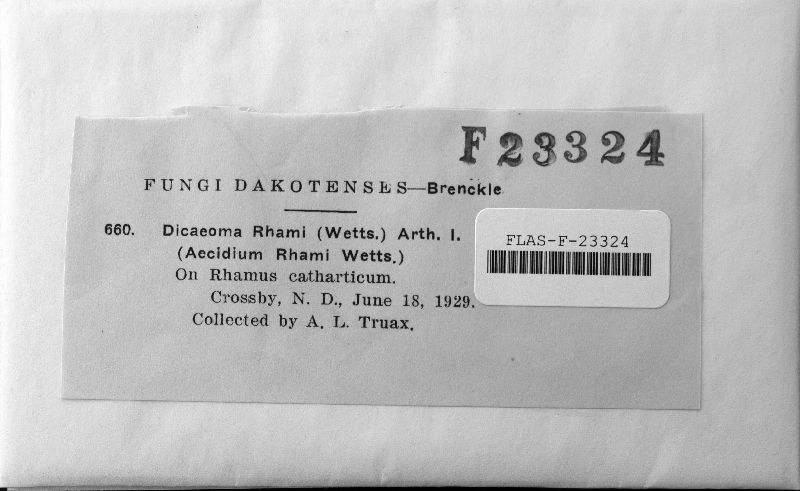 F23324
FUNGI DAKOTENSES—Brenckle
660. Dicaeoma Rhami (Wetts.) Arth. I.
(Aecidium Rhami Wetts.)
On Rhamus catharticum.
Crossby, N. D., June 18, 1929.
Collected by A. L. Truax.
FLAS-F-23324